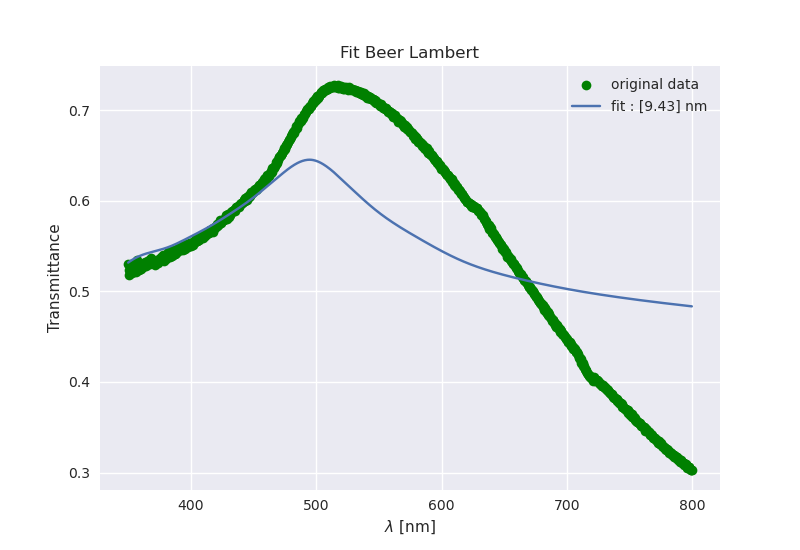 Fit Beer Lambert
original data
fit : [9.43] nm
Transmittance
0.7
0.6
0.5
0.4
0.3
400 500 600 700 800
λ [nm]